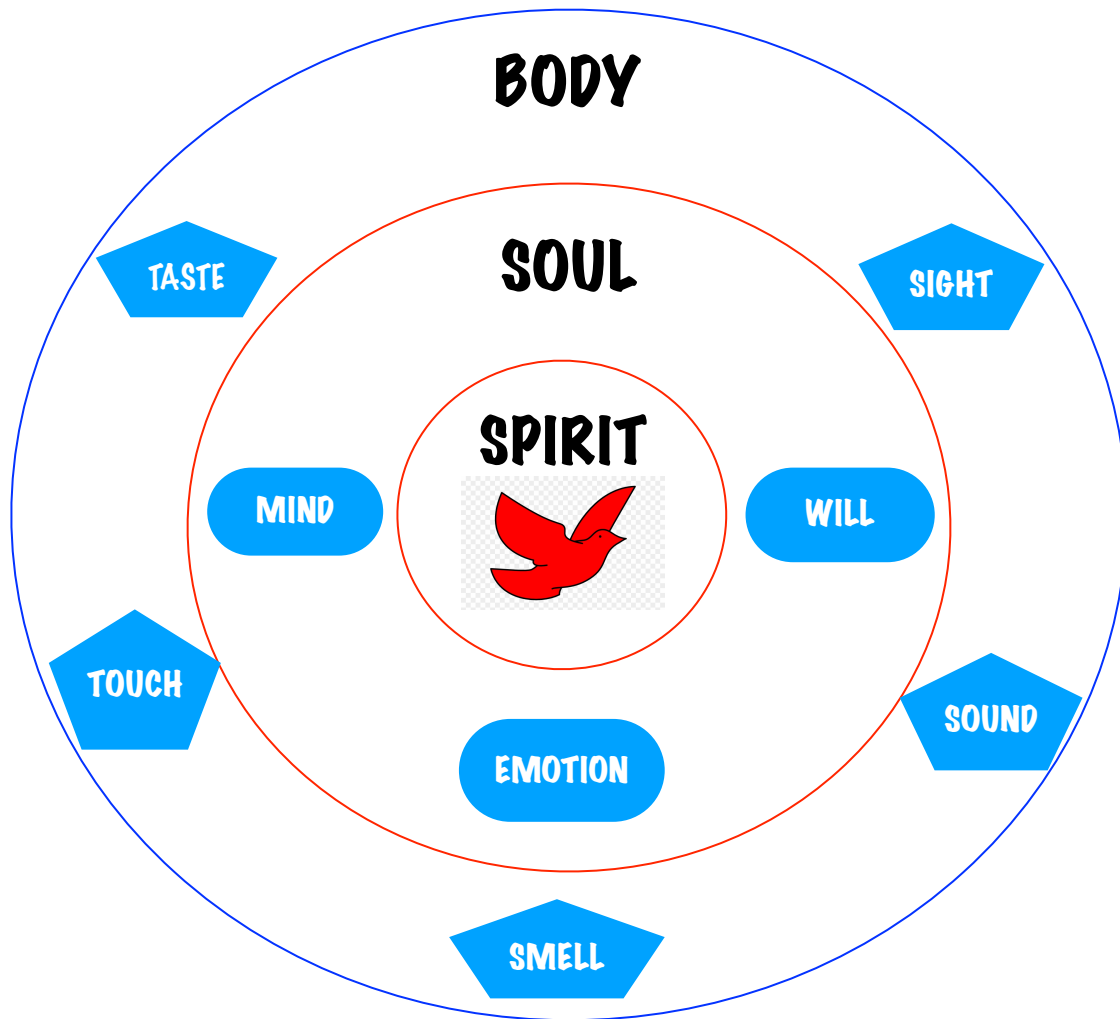 BODY
SOUL
TASTE
SIGHT
SPIRIT
MIND
WILL
TOUCH
SOUND
EMOTION
SMELL